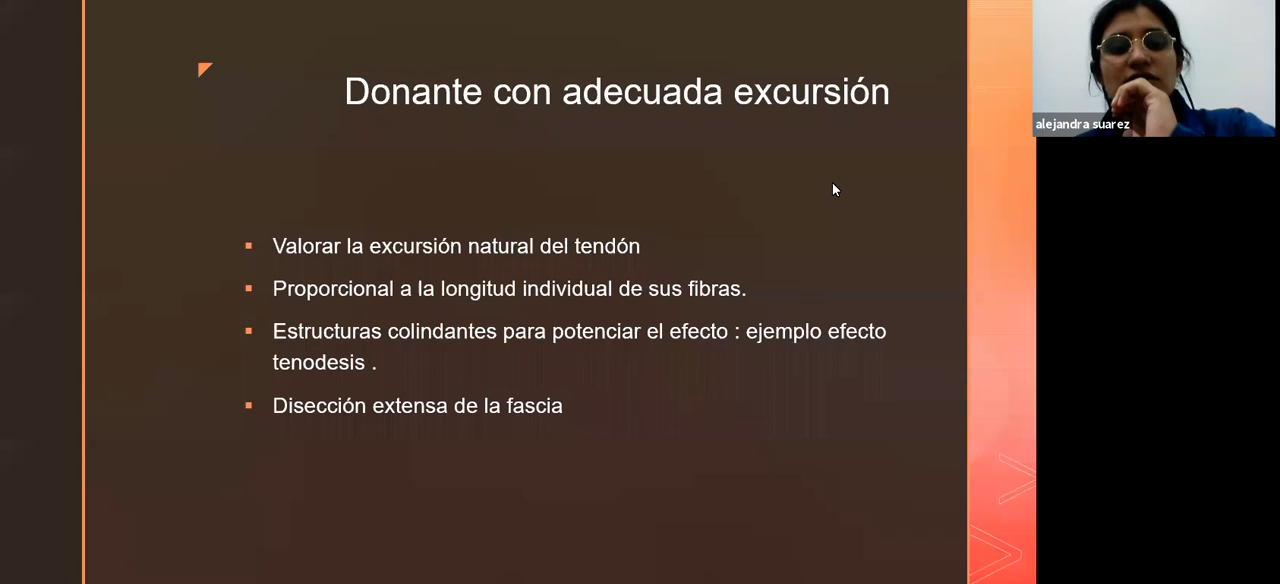 Donante con adecuada excursión
alejandra suarez
Valorar la excursión natural del tendón
Proporcional a la longitud individual de sus fibras.
Estructuras colindantes para potenciar el efecto : ejemplo efecto
tenodesis .
Disección extensa de la fascia